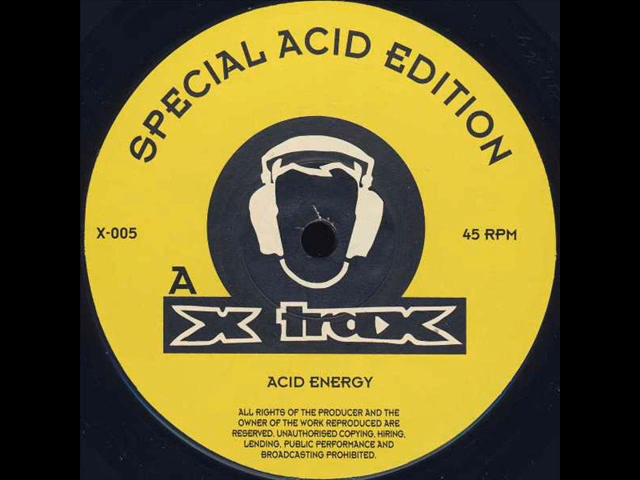 SPECIAL ACID EDITION
X-005
45 RPM
A
X traX
ACID ENERGY
ALL RIGHTS OF THE PRODUCER AND THE
OWNER OF THE WORK REPRODUCED ARE
RESERVED. UNAUTHORISED COPYING, HIRING,
LENDING, PUBLIC PERFORMANCE AND
BROADCASTING PROHIBITED.